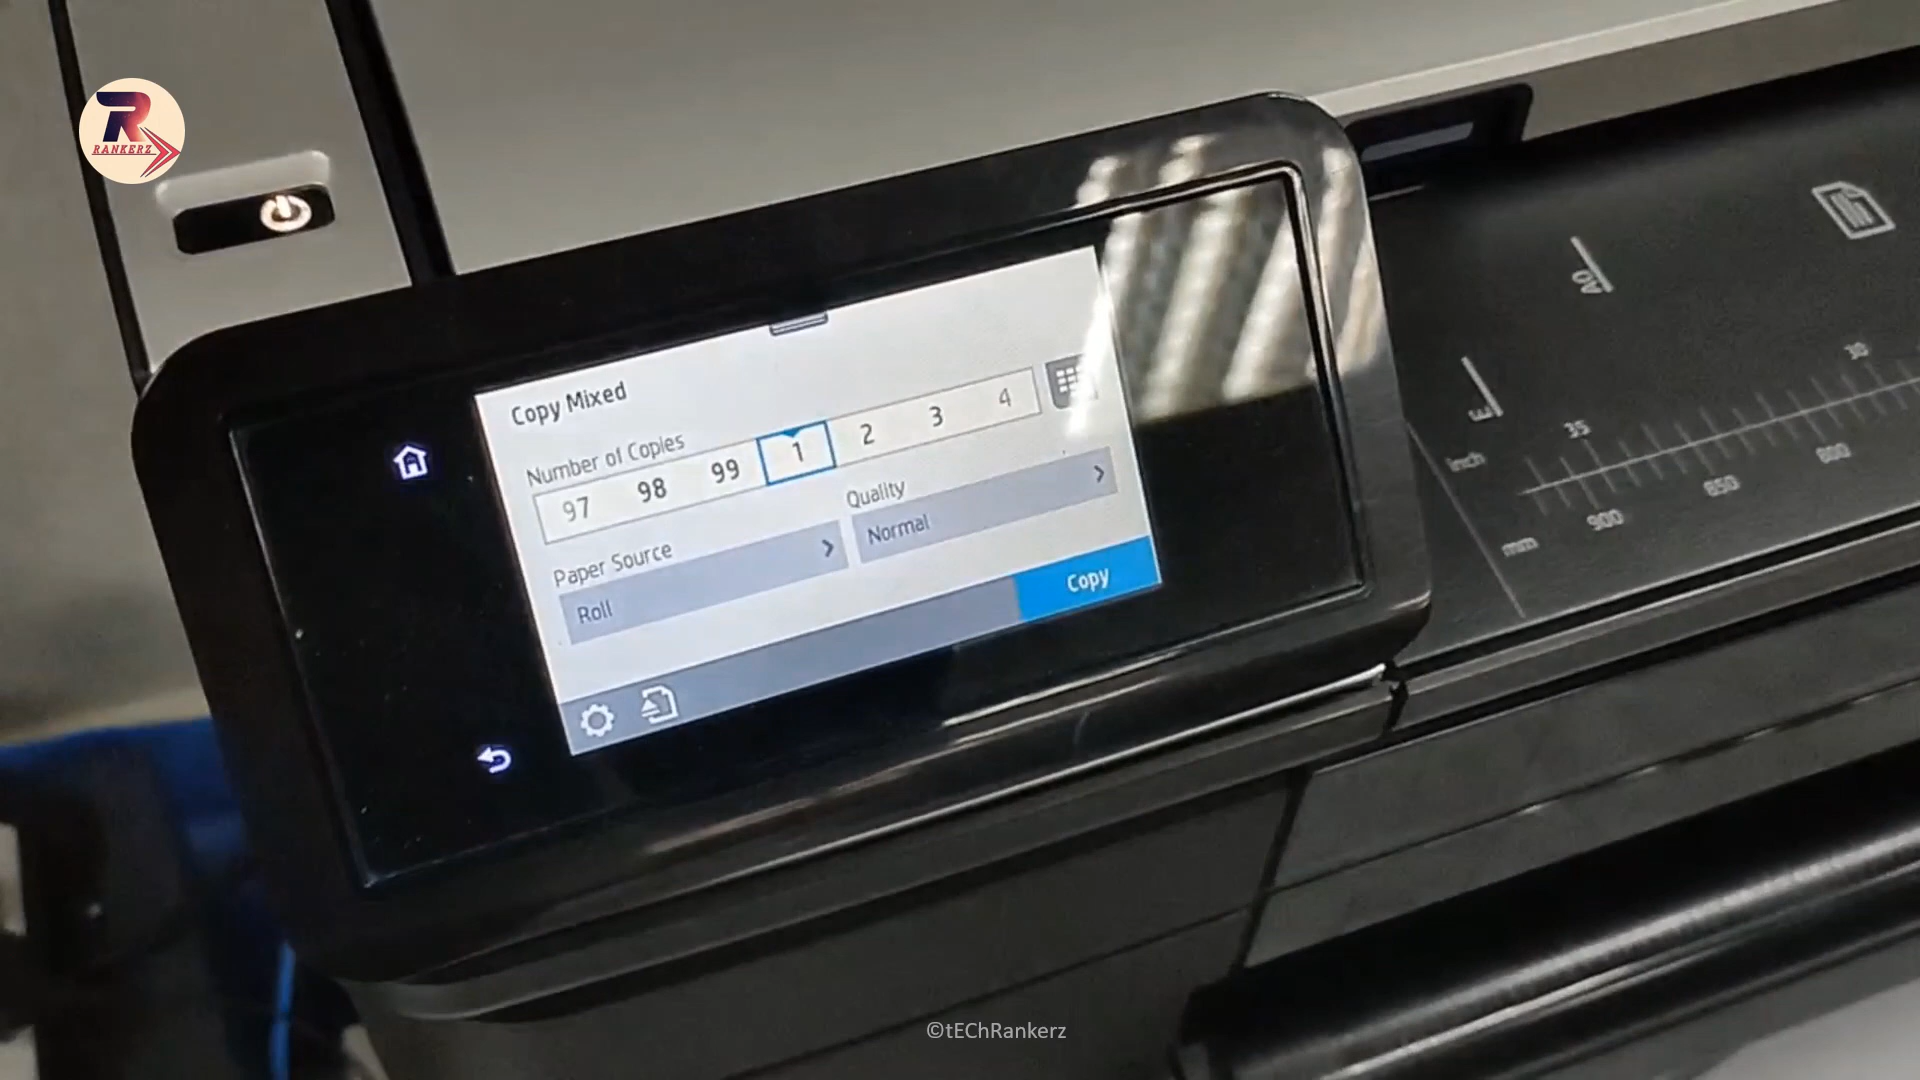 R
RANKERZ
Copy Mixed
Number of Copies
97 98 99 1 2 3 4
Paper Source
Roll
Quality
Normal
Copy
A0
E
30
35
inch
mm
900
850
800
©tEChRankerz